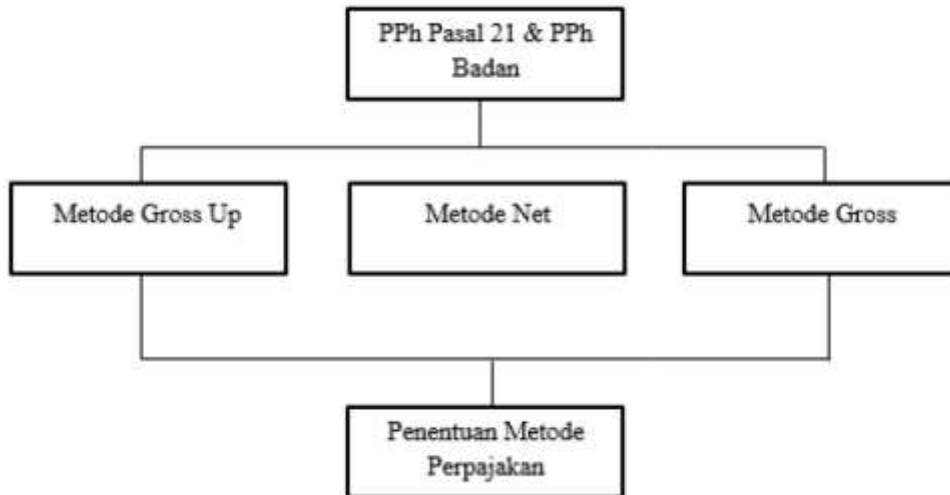 PPh Pasal 21 & PPh
Badan
Metode Gross Up
Metode Net
Metode Gross
Penentuan Metode
Perpajakan